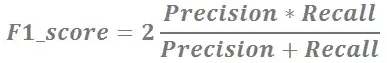 F1_score = 2 Precision * Recall / Precision + Recall